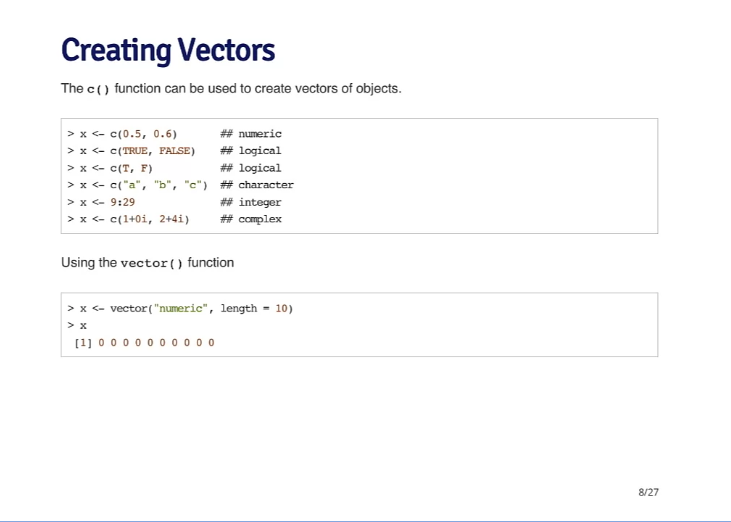 Creating Vectors
The c() function can be used to create vectors of objects.
> x <- c(0.5, 0.6) ## numeric
> x <- c(TRUE, FALSE) ## logical
> x <- c(T, F) ## logical
> x <- c("a", "b", "c") ## character
> x <- 9:29 ## integer
> x <- c(1+0i, 2+4i) ## complex
Using the vector() function
> x <- vector("numeric", length = 10)
> x
[1] 0 0 0 0 0 0 0 0 0 0
8/27